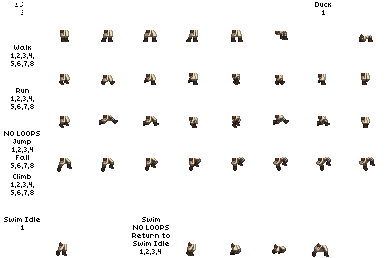 Duck
1
Walk
1,2,3,4,
5,6,7,8
Run
1,2,3,4,
5,6,7,8
NO LOOPS
Jump
1,2,3,4
Fall
5,6,7,8
Climb
1,2,3,4,
5,6,7,8
Swim Idle
1
Swim
NO LOOPS
Return to
Swim Idle
1,2,3,4